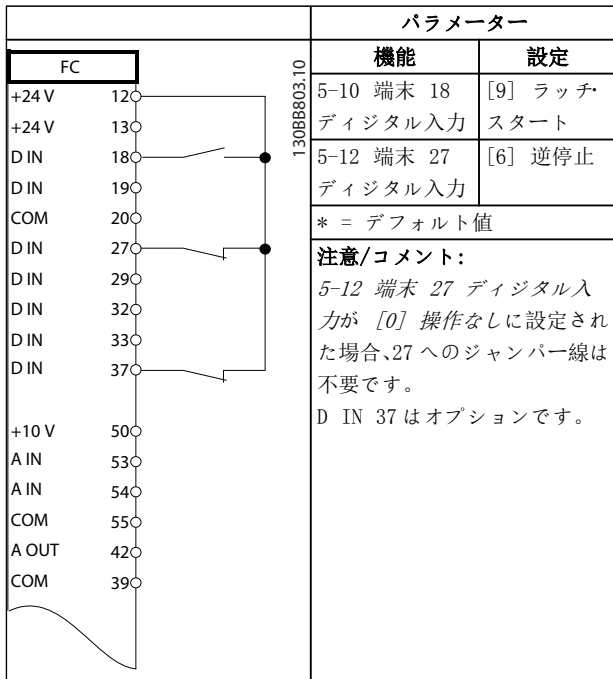 パラメーター
機能 設定
5-10 端末 18 [9] ラッチ・
ディジタル入力 スタート
5-12 端末 27 [6] 逆停止
ディジタル入力
* = デフォルト値
注意/コメント:
5-12 端末 27 ディジタル入
力が [0] 操作なしに設定され
た場合、27 へのジャンパー線は
不要です。
D IN 37 はオプションです。
FC
+24 V 12
+24 V 13
D IN 18
D IN 19
COM 20
D IN 27
D IN 29
D IN 32
D IN 33
D IN 37
+10 V 50
A IN 53
A IN 54
COM 55
A OUT 42
COM 39
130BB803.10